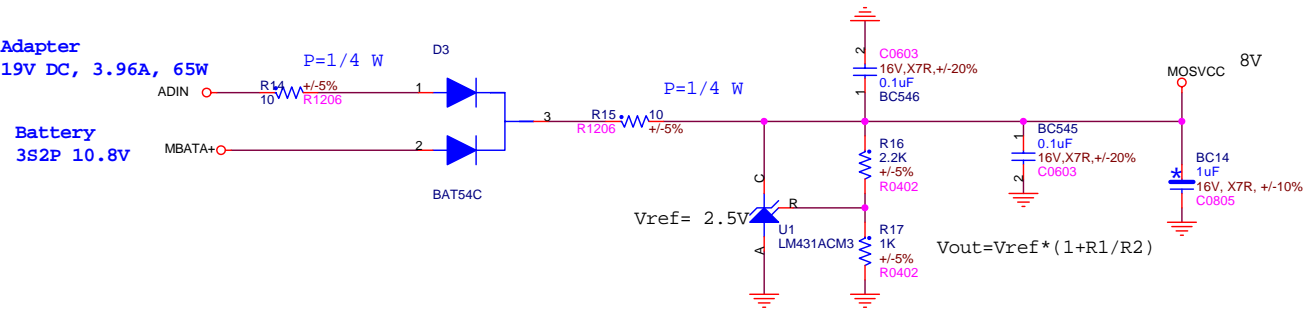 Adapter
19V DC, 3.96A, 65W
ADIN
P=1/4 W
R14
+/-5%
10
R1206
Battery
3S2P 10.8V
MBATA+
D3
1
2
3
BAT54C
P=1/4 W
R15
10
R1206
+/-5%
2
C0603
16V,X7R,+/-20%
0.1uF
1
BC546
R16
2.2K
+/-5%
R0402
C
R
A
Vref= 2.5V
U1
LM431ACM3
R17
1K
+/-5%
R0402
1
BC545
0.1uF
16V,X7R,+/-20%
2
C0603
MOSVCC
8V
BC14
*
1uF
16V, X7R, +/-10%
C0805
Vout=Vref*(1+R1/R2)